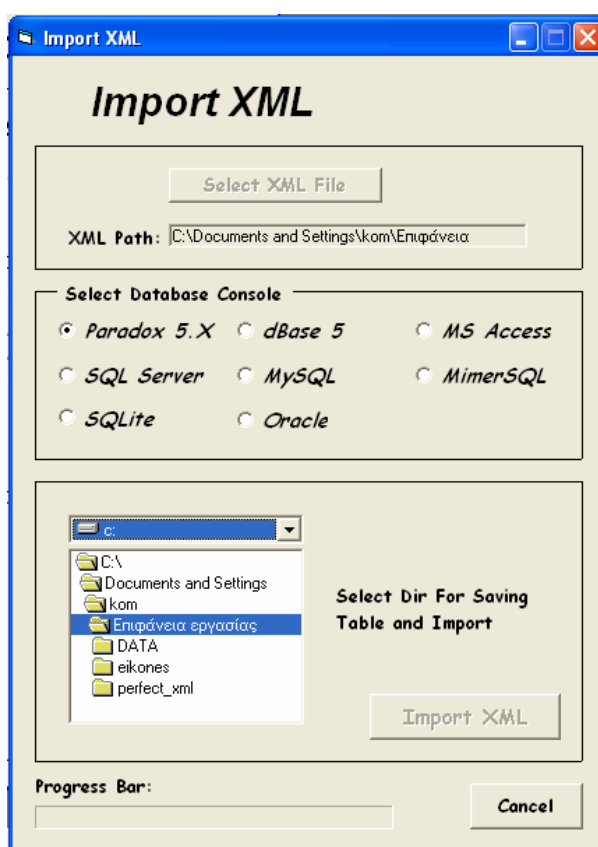 Import XML
Import XML
Select XML File
XML Path: C:\Documents and Settings\kom\Επιφάνεια
Select Database Console
Paradox 5.X dBase 5 MS Access
SQL Server MySQL MimerSQL
SQLite Oracle
c:
C:\
Documents and Settings
kom
Επιφάνεια εργασίας
DATA
eikones
perfect_xml
Select Dir For Saving
Table and Import
Import XML
Progress Bar:
Cancel